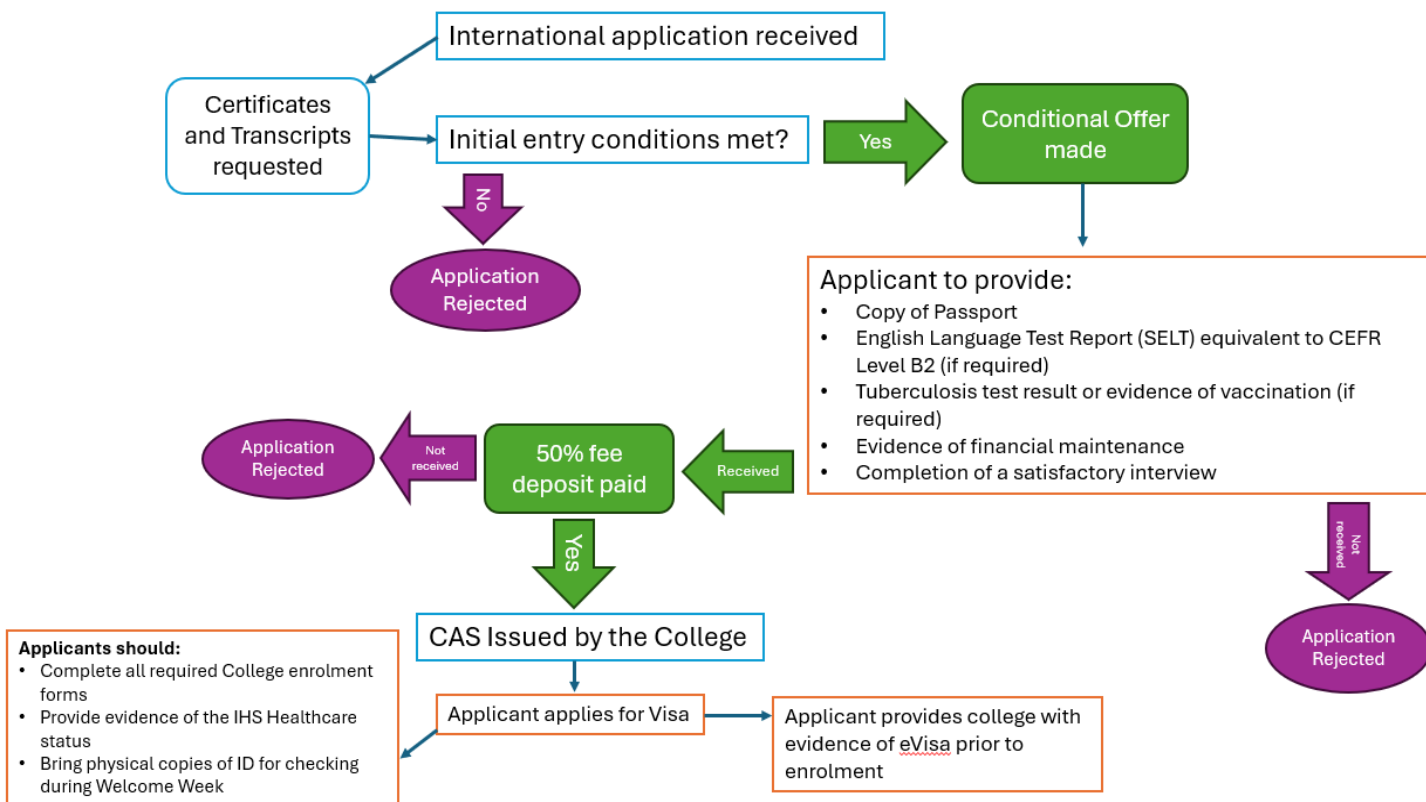 International application received
Certificates
and Transcripts
requested
Initial entry conditions met?
Yes
Conditional Offer
made
No
Application
Rejected
Applicant to provide:
• Copy of Passport
• English Language Test Report (SELT) equivalent to CEFR
Level B2 (if required)
• Tuberculosis test result or evidence of vaccination (if
required)
• Evidence of financial maintenance
• Completion of a satisfactory interview
Received
50% fee
deposit paid
Not
received
Application
Rejected
Not
received
Application
Rejected
Yes
CAS Issued by the College
Applicant applies for Visa
Applicant provides college with
evidence of eVisa prior to
enrolment
Applicants should:
• Complete all required College enrolment
forms
• Provide evidence of the IHS Healthcare
status
• Bring physical copies of ID for checking
during Welcome Week